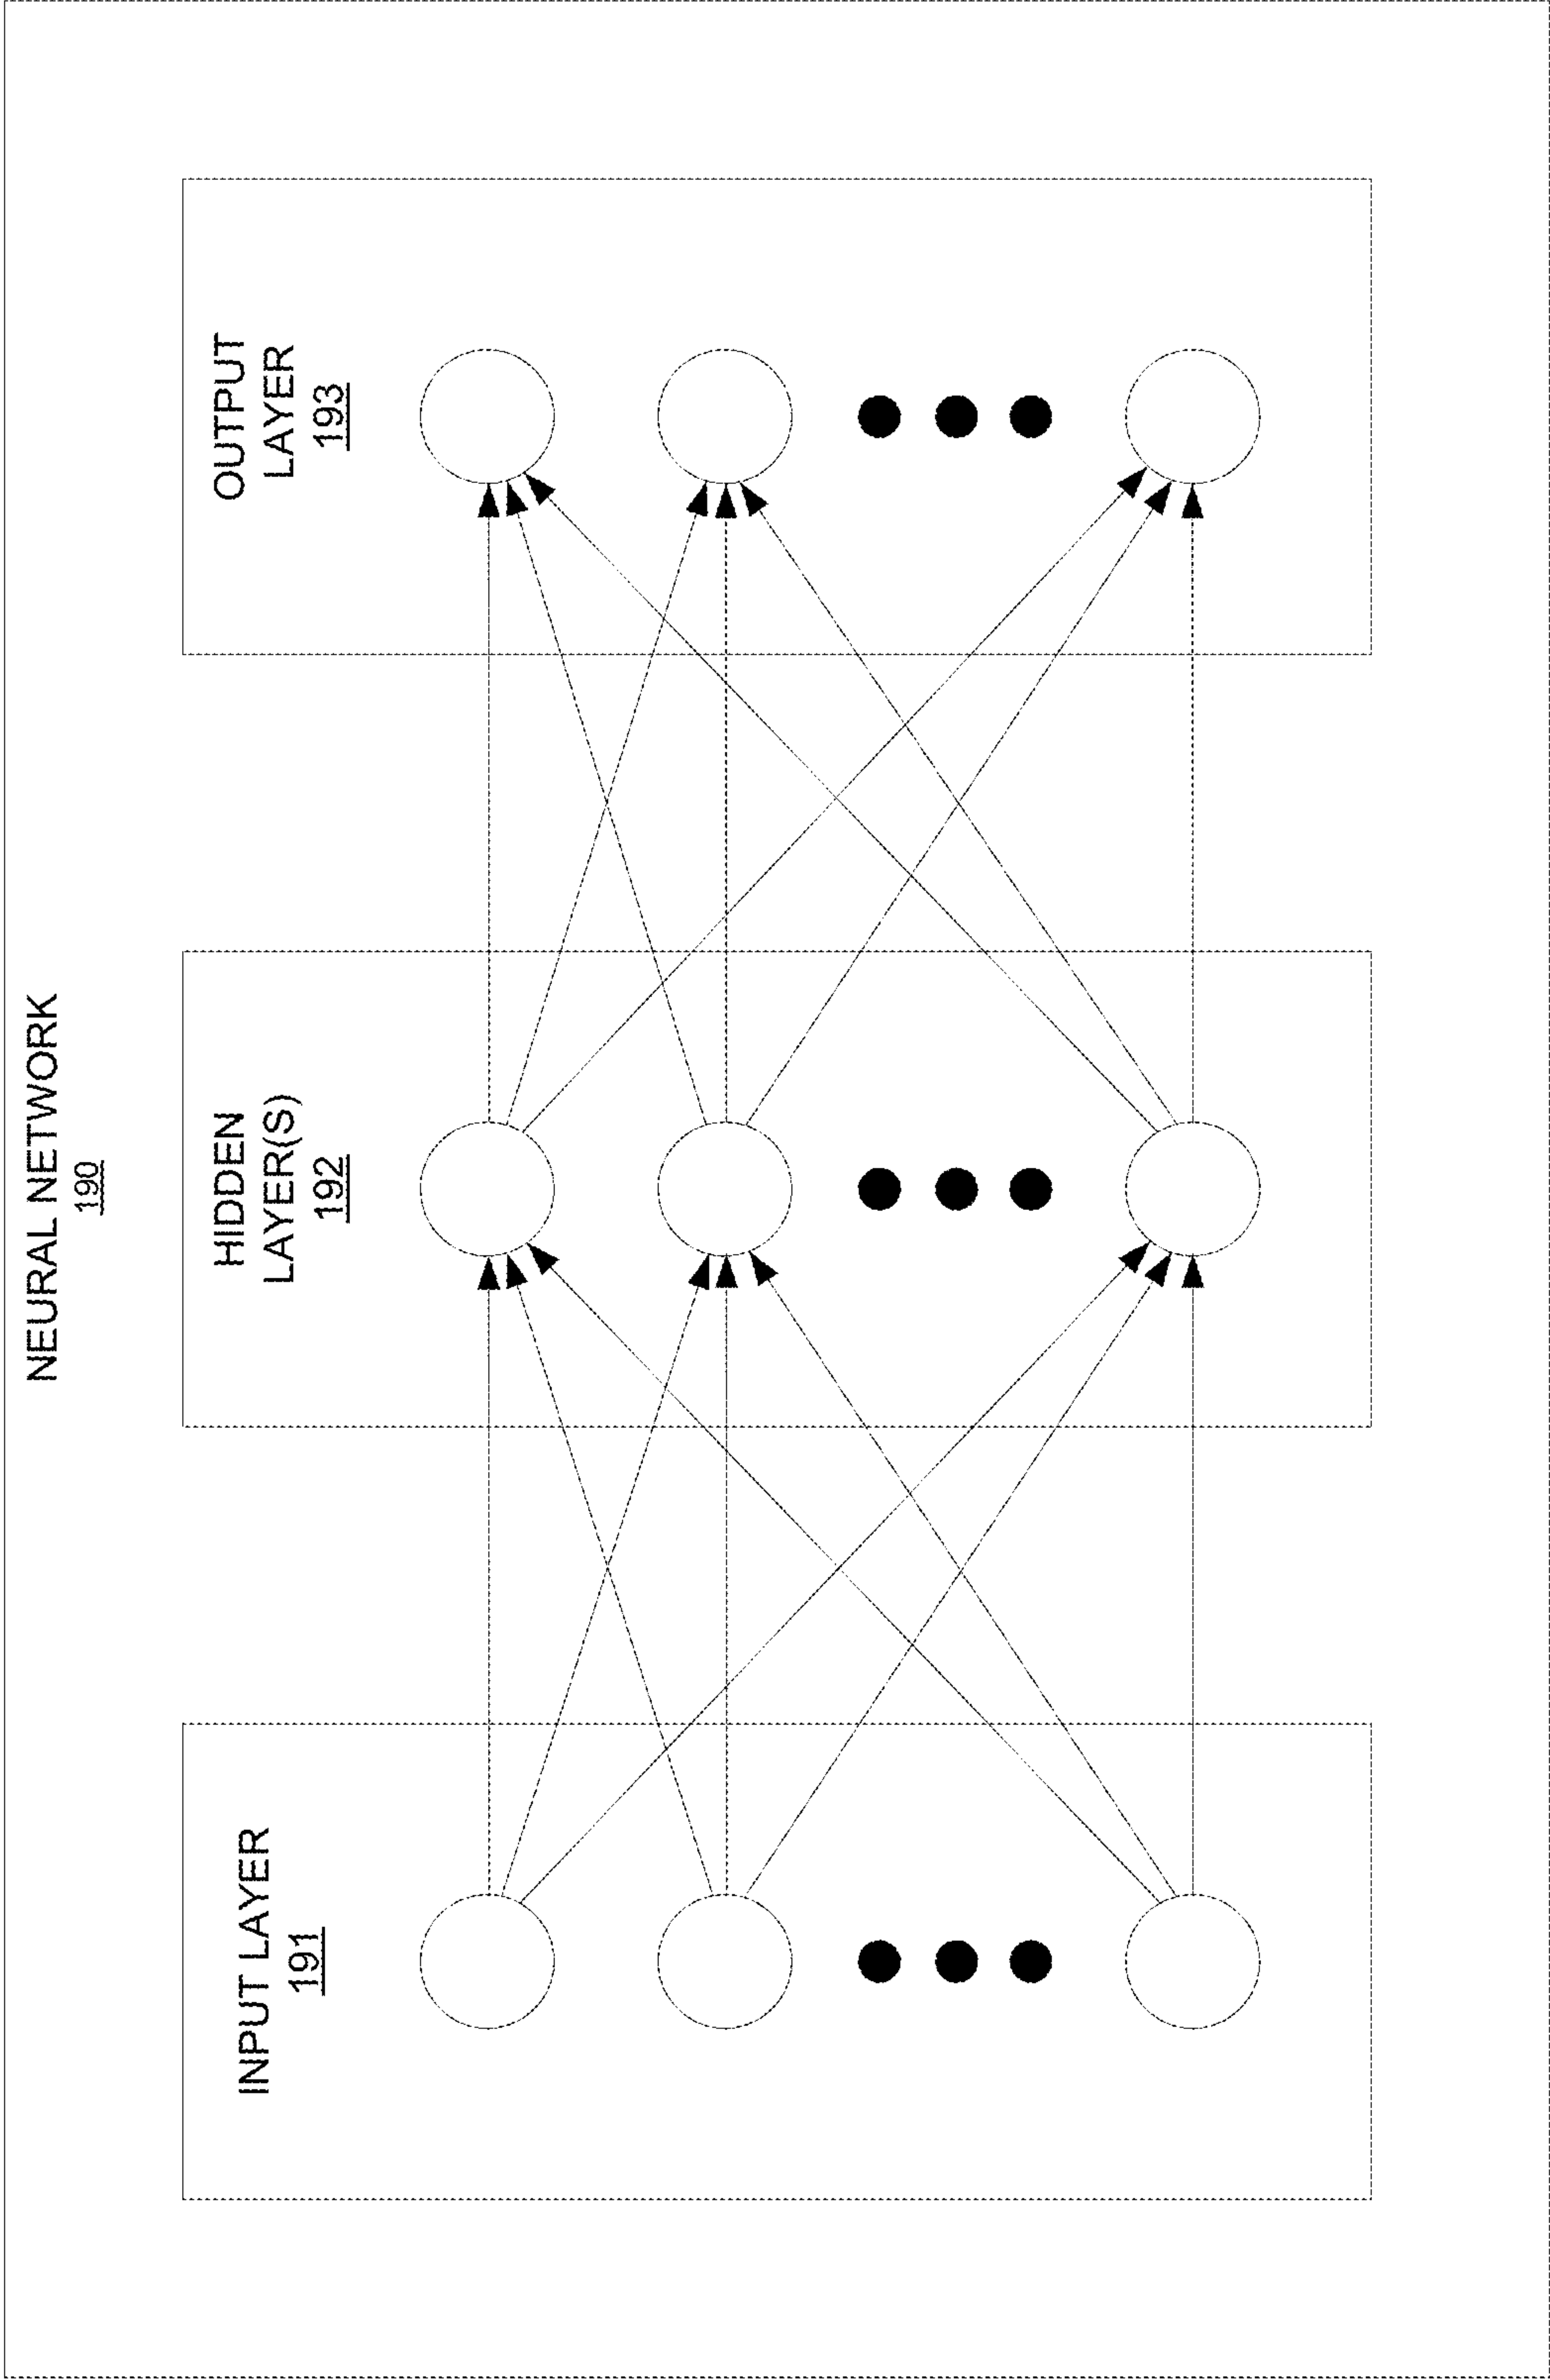 NEURAL NETWORK
190
INPUT LAYER
191
HIDDEN
LAYER(S)
192
OUTPUT
LAYER
193